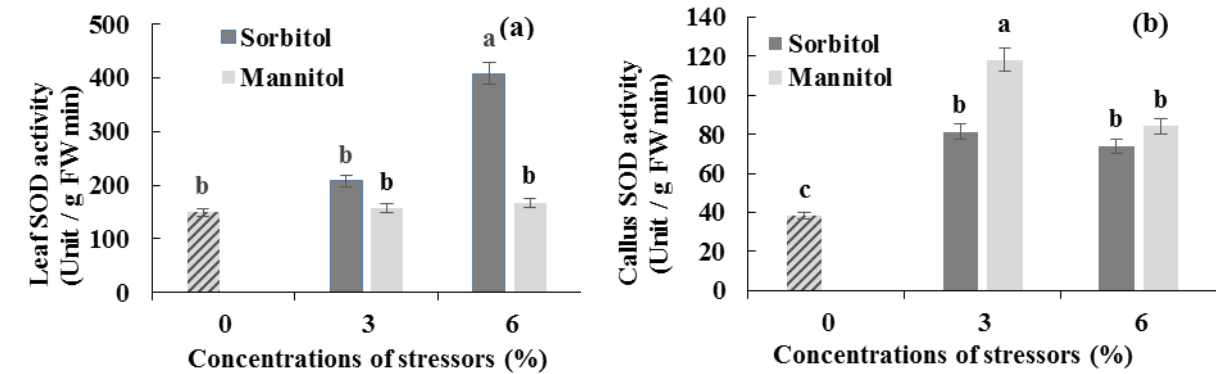 Leaf SOD activity
(Unit / g FW min)
500
400
300
200
100
0
Sorbitol
Mannitol
(a)
b
b
b
a
b
0 3 6
Concentrations of stressors (%)
Callus SOD activity
(Unit / g FW min)
140
120
100
80
60
40
20
0
Sorbitol
Mannitol
(b)
c
b
a
b
b
0 3 6
Concentrations of stressors (%)